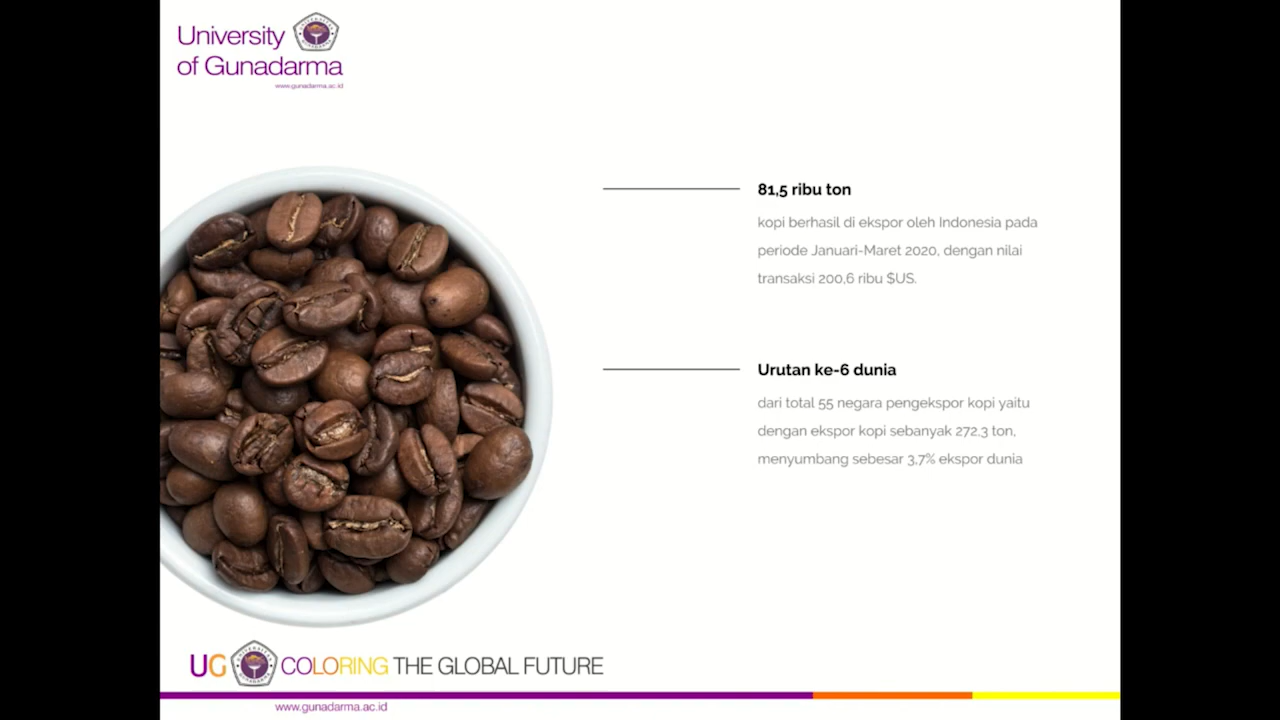 University
of Gunadarma
www.gunadarma.ac.id
81,5 ribu ton
kopi berhasil di ekspor oleh Indonesia pada
periode Januari-Maret 2020, dengan nilai
transaksi 200,6 ribu $US.
Urutan ke-6 dunia
dari total 55 negara pengekspor kopi yaitu
dengan ekspor kopi sebanyak 272,3 ton,
menyumbang sebesar 3,7% ekspor dunia
UG COLORING THE GLOBAL FUTURE
www.gunadarma.ac.id